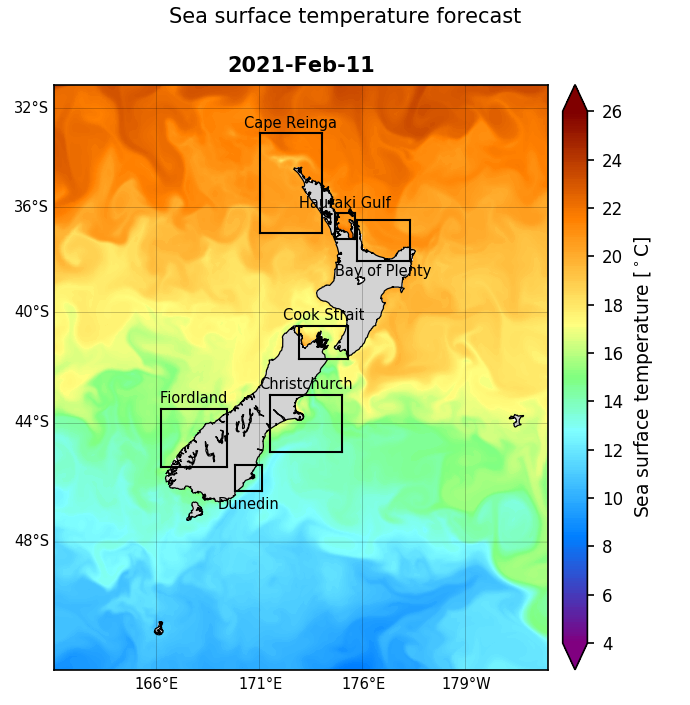 Sea surface temperature forecast
2021-Feb-11
32°S
36°S
40°S
44°S
48°S
166°E
171°E
176°E
179°W
Cape Reinga
Hauraki Gulf
Bay of Plenty
Cook Strait
Christchurch
Fiordland
Dunedin
26
24
22
20
18
16
14
12
10
8
6
4
Sea surface temperature [°C]